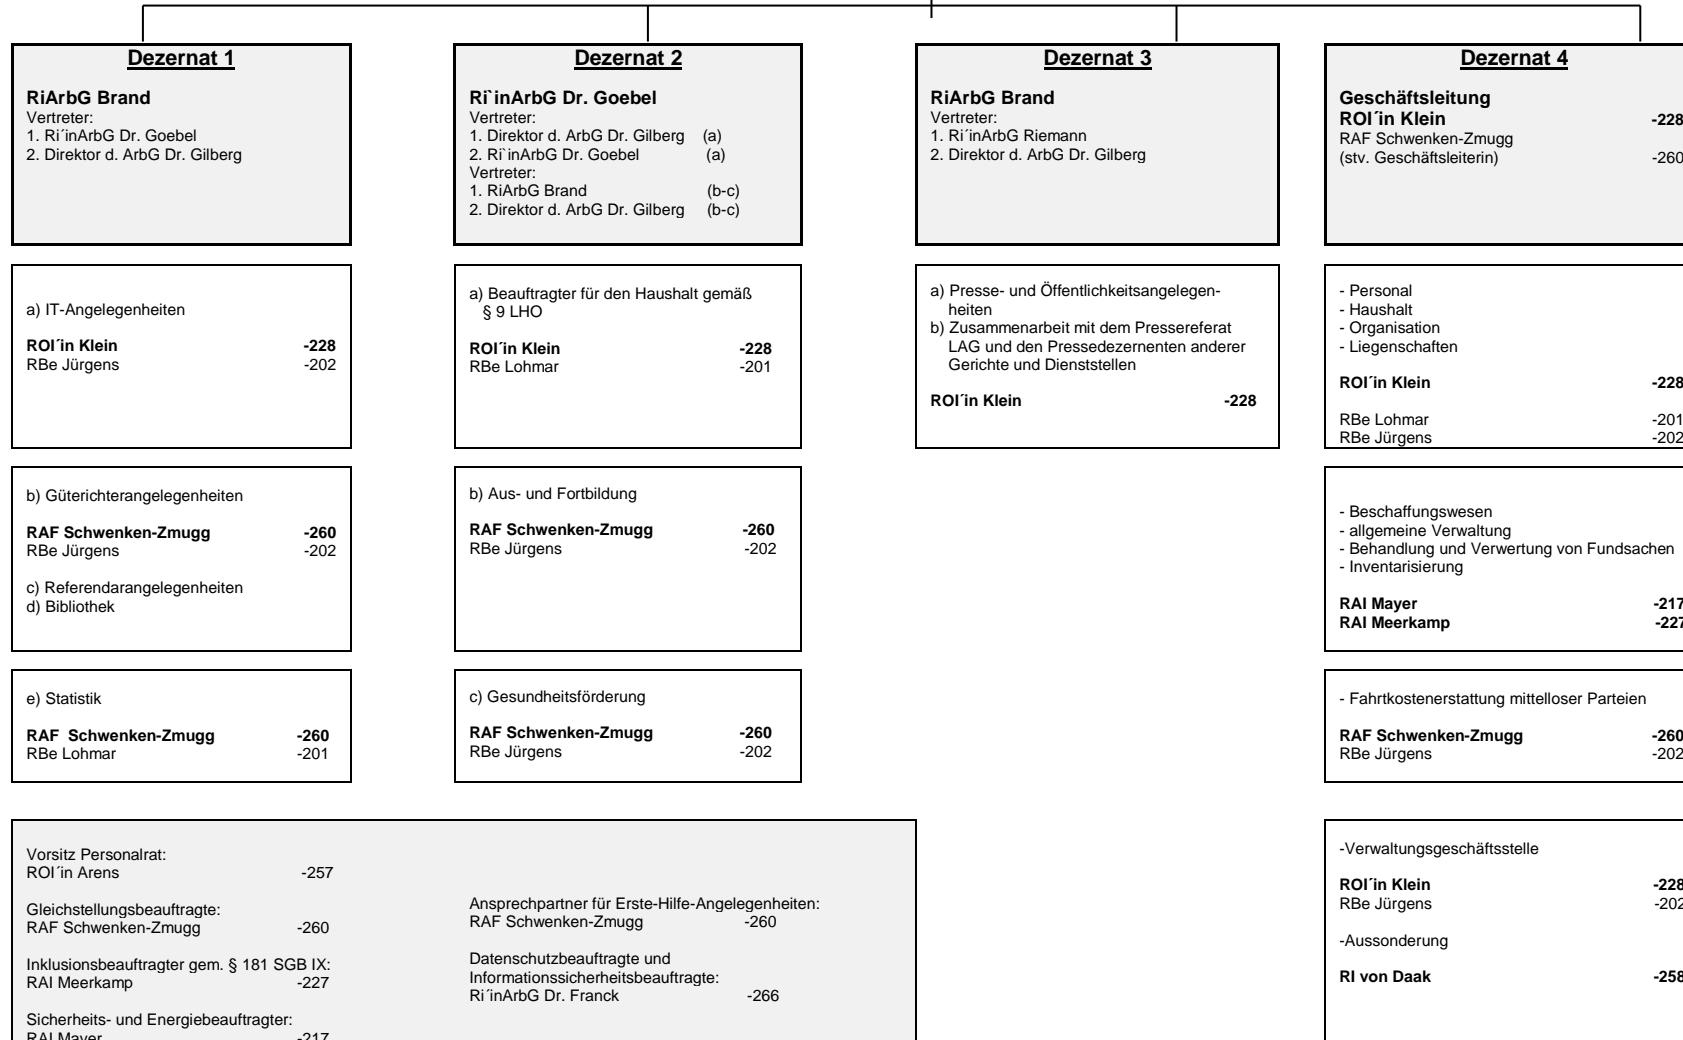 Dezernat 1
RiArbG Brand
Vertreter:
1. Ri´inArbG Dr. Goebel
2. Direktor d. ArbG Dr. Gilberg
Dezernat 2
Ri`inArbG Dr. Goebel
Vertreter:
1. Direktor d. ArbG Dr. Gilberg (a)
2. Ri`inArbG Dr. Goebel (a)
Vertreter:
1. RiArbG Brand (b-c)
2. Direktor d. ArbG Dr. Gilberg (b-c)
Dezernat 3
RiArbG Brand
Vertreter:
1. Ri´inArbG Riemann
2. Direktor d. ArbG Dr. Gilberg
Dezernat 4
Geschäftsleitung
ROI´in Klein -228
RAF Schwenken-Zmugg
(stv. Geschäftsleiterin) -260
a) IT-Angelegenheiten
ROI´in Klein -228
RBe Jürgens -202
a) Beauftragter für den Haushalt gemäß
§ 9 LHO
ROI´in Klein -228
RBe Lohmar -201
a) Presse- und Öffentlichkeitsangelegen-
heiten
b) Zusammenarbeit mit dem Pressereferat
LAG und den Pressedezernenten anderer
Gerichte und Dienststellen
ROI´in Klein -228
- Personal
- Haushalt
- Organisation
- Liegenschaften
ROI´in Klein -228
RBe Lohmar -201
RBe Jürgens -202
b) Güterichterangelegenheiten
RAF Schwenken-Zmugg -260
RBe Jürgens -202
c) Referendarangelegenheiten
d) Bibliothek
b) Aus- und Fortbildung
RAF Schwenken-Zmugg -260
RBe Jürgens -202
- Beschaffungswesen
- allgemeine Verwaltung
- Behandlung und Verwertung von Fundsachen
- Inventarisierung
RAI Mayer -217
RAI Meerkamp -227
e) Statistik
RAF Schwenken-Zmugg -260
RBe Lohmar -201
c) Gesundheitsförderung
RAF Schwenken-Zmugg -260
RBe Jürgens -202
- Fahrtkostenerstattung mittelloser Parteien
RAF Schwenken-Zmugg -260
RBe Jürgens -202
Vorsitz Personalrat:
ROI´in Arens -257
Gleichstellungsbeauftragte:
RAF Schwenken-Zmugg -260
Inklusionsbeauftragter gem. § 181 SGB IX:
RAI Meerkamp -227
Sicherheits- und Energiebeauftragter:
RAI Mayer -217
Ansprechpartner für Erste-Hilfe-Angelegenheiten:
RAF Schwenken-Zmugg -260
Datenschutzbeauftragte und
Informationssicherheitsbeauftragte:
Ri´inArbG Dr. Franck -266
-Verwaltungsgeschäftsstelle
ROI´in Klein -228
RBe Jürgens -202
-Aussonderung
RI von Daak -258